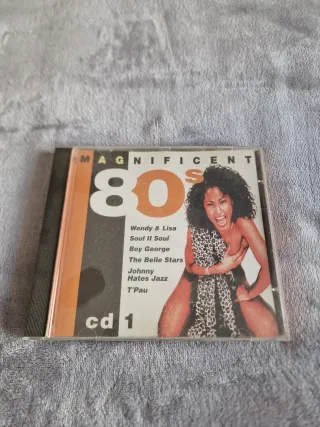 MAGNIFICENT
80s
Wendy & Lisa
Soul II Soul
Boy George
The Belle Stars
Johnny
Hates Jazz
T'Pau
cd 1